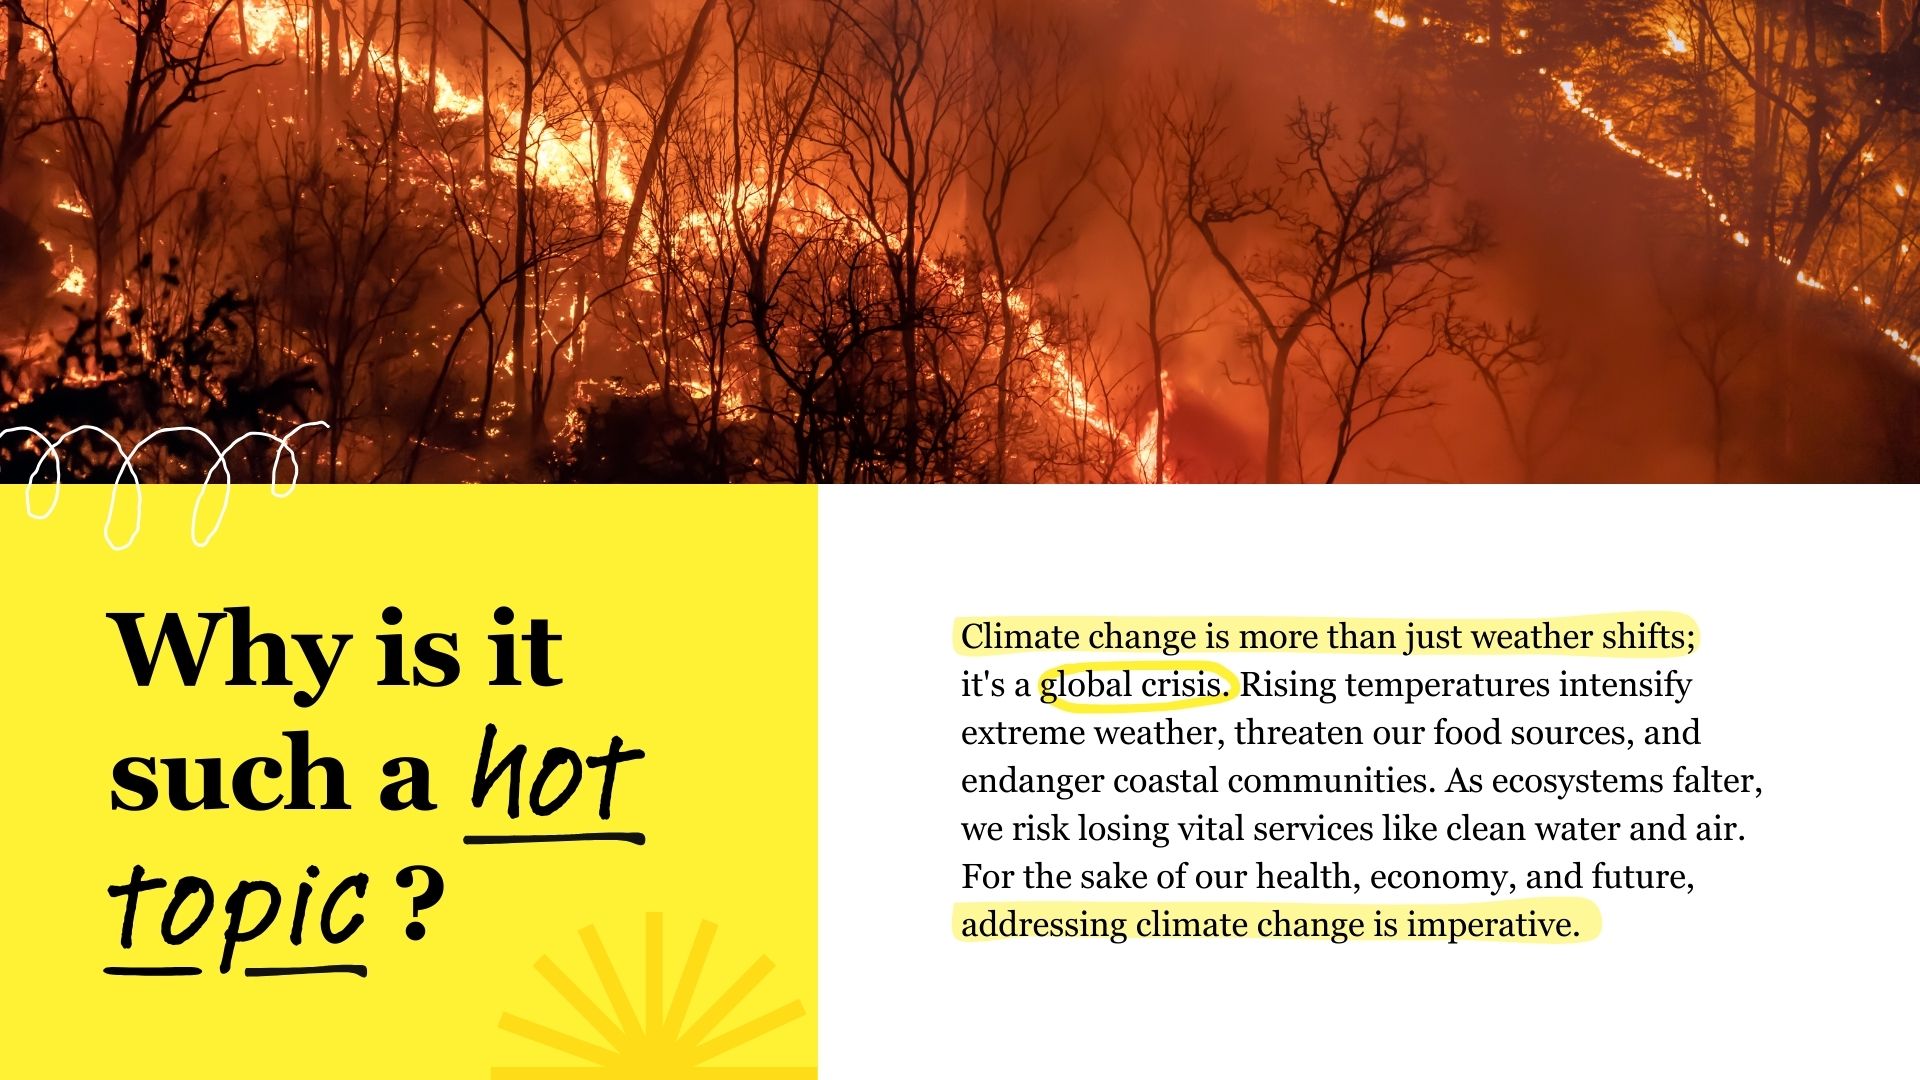 Why is it
such a hot
topic ?
Climate change is more than just weather shifts;
it's a global crisis. Rising temperatures intensify
extreme weather, threaten our food sources, and
endanger coastal communities. As ecosystems falter,
we risk losing vital services like clean water and air.
For the sake of our health, economy, and future,
addressing climate change is imperative.